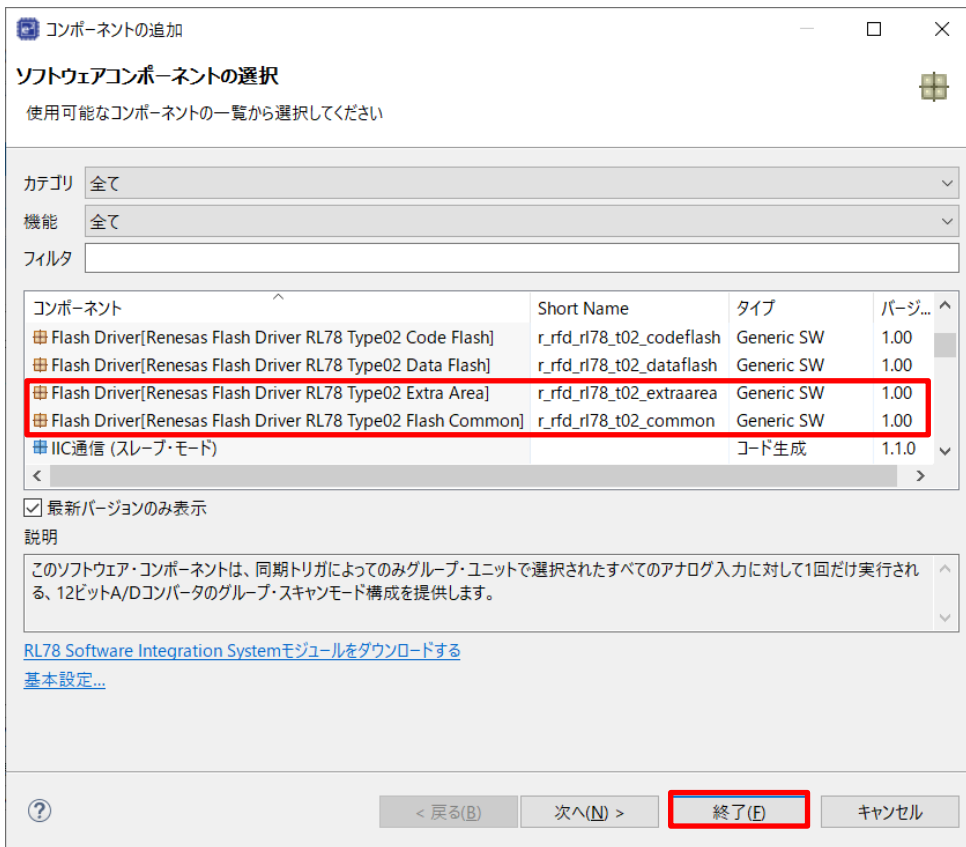 コンポーネントの追加
ソフトウェアコンポーネントの選択
使用可能なコンポーネントの一覧から選択してください
カテゴリ 全て
機能 全て
フィルタ
コンポーネント Short Name タイプ バージ...
Flash Driver[Renesas Flash Driver RL78 Type02 Code Flash] r_rfd_rl78_t02_codeflash Generic SW 1.00
Flash Driver[Renesas Flash Driver RL78 Type02 Data Flash] r_rfd_rl78_t02_dataflash Generic SW 1.00
Flash Driver[Renesas Flash Driver RL78 Type02 Extra Area] r_rfd_rl78_t02_extraarea Generic SW 1.00
Flash Driver[Renesas Flash Driver RL78 Type02 Flash Common] r_rfd_rl78_t02_common Generic SW 1.00
IIC通信 (スレーブ・モード) コード生成 1.1.0
最新バージョンのみ表示
説明
このソフトウェア・コンポーネントは、同期トリガによってのみグループ・ユニットで選択されたすべてのアナログ入力に対して1回だけ実行され
る、12ビットA/Dコンバータのグループ・スキャンモード構成を提供します。
RL78 Software Integration Systemモジュールをダウンロードする
基本設定...
? < 戻る(B) 次へ(N) > 終了(F) キャンセル